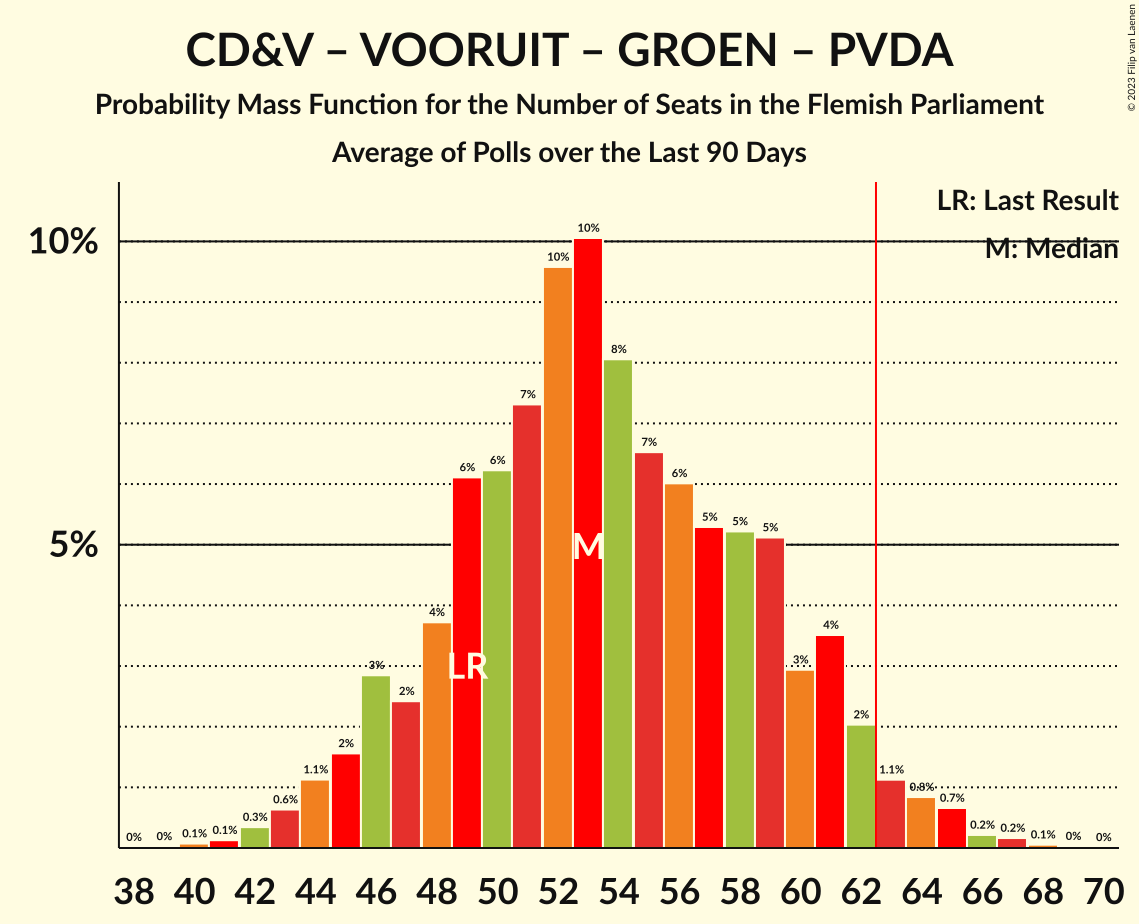 CD&V – VOORUIT – GROEN – PVDA
Probability Mass Function for the Number of Seats in the Flemish Parliament
Average of Polls over the Last 90 Days
© 2023 Filip van Laenen
LR: Last Result
M: Median
10%
5%
0% 0% 0.1% 0.1% 0.3% 0.6% 1.1% 2% 3% 2% 4% 6% 6% 7% 10% 10% 8% 7% 6% 5% 5% 5% 3% 4% 2% 1.1% 0.8% 0.7% 0.2% 0.2% 0.1% 0% 0%
LR
M
38 40 42 44 46 48 50 52 54 56 58 60 62 64 66 68 70